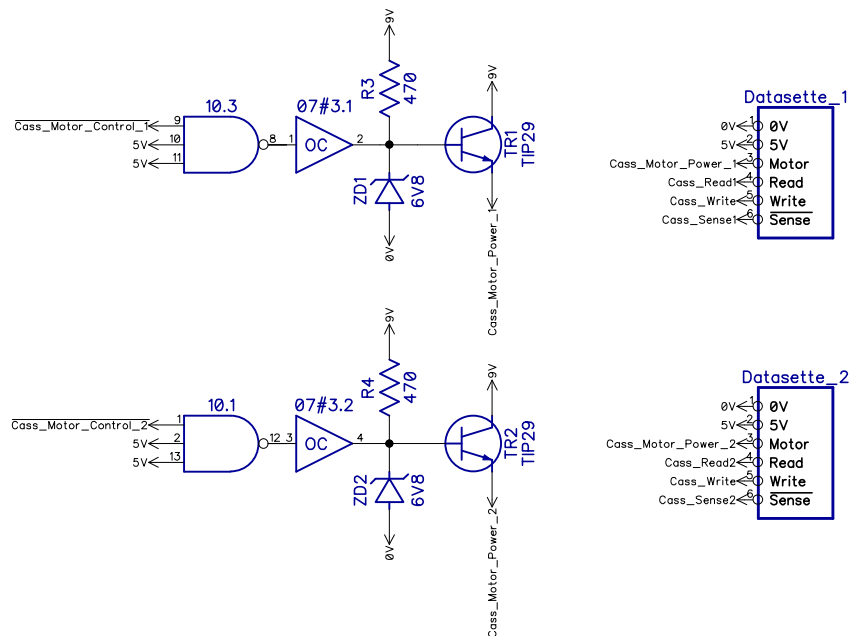 9V
R3
470
10.3
07#3.1
9V
Cass_Motor_Control_1
9
5V
10
5V
11
8
1
OC
2
TR1
TIP29
ZD1
6V8
0V
Cass_Motor_Power_1
Datasette_1
0V 1 0V
5V 2 5V
Cass_Motor_Power_1 3 Motor
Cass_Read1 4 Read
Cass_Write 5 Write
Cass_Sense1 6 Sense
9V
R4
470
10.1
07#3.2
9V
Cass_Motor_Control_2
1
5V
2
5V
13
12
3
OC
4
TR2
TIP29
ZD2
6V8
0V
Cass_Motor_Power_2
Datasette_2
0V 1 0V
5V 2 5V
Cass_Motor_Power_2 3 Motor
Cass_Read2 4 Read
Cass_Write 5 Write
Cass_Sense2 6 Sense